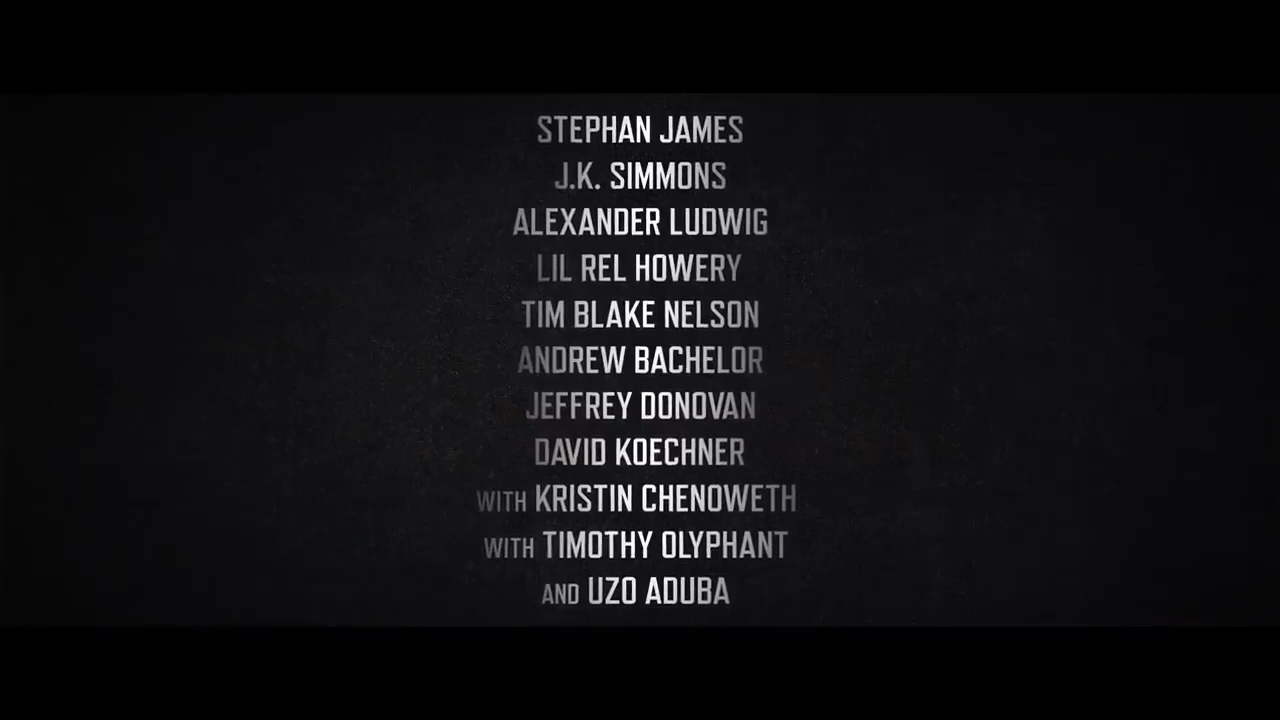 STEPHAN JAMES
J.K. SIMMONS
ALEXANDER LUDWIG
LIL REL HOWERY
TIM BLAKE NELSON
ANDREW BACHELOR
JEFFREY DONOVAN
DAVID KOECHNER
WITH KRISTIN CHENOWETH
WITH TIMOTHY OLYPHANT
AND UZO ADUBA